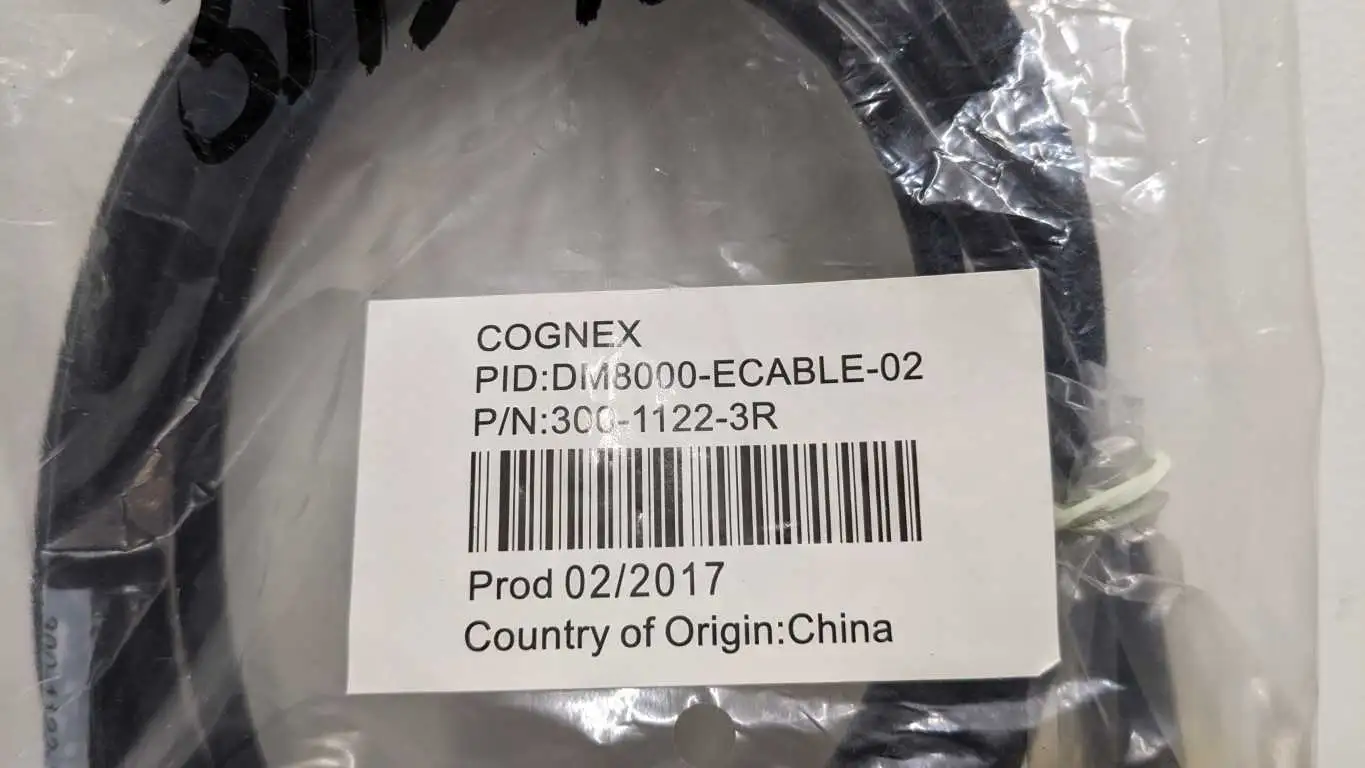 COGNEX
PID:DM8000-ECABLE-02
P/N:300-1122-3R
Prod 02/2017
Country of Origin:China